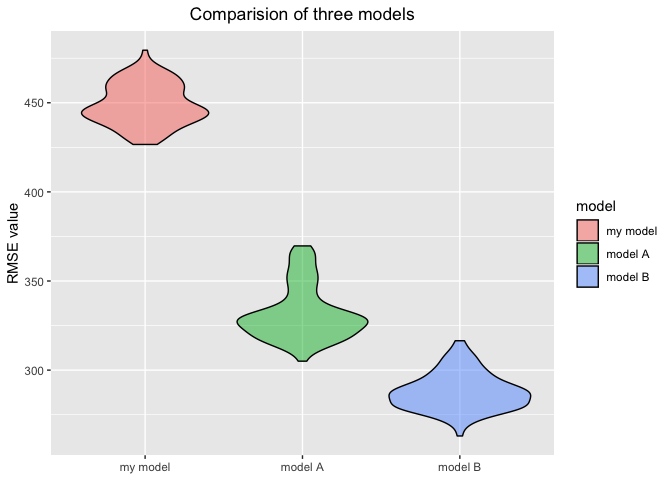 Comparision of three models
RMSE value
450
400
350
300
my model
model A
model B
model
my model
model A
model B